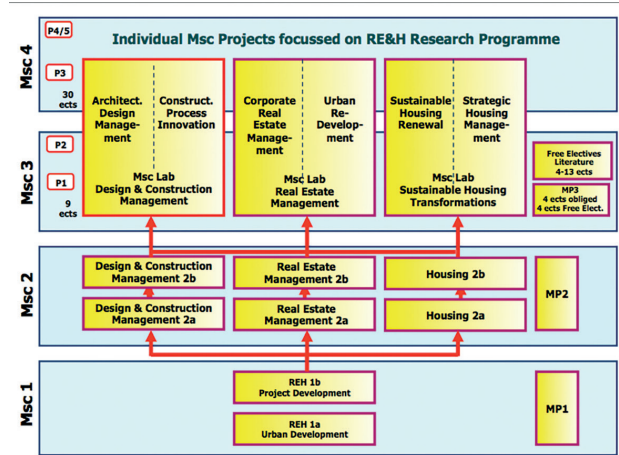 Msc 4
P4/5
Individual Msc Projects focussed on RE&H Research Programme
P3
30
ects
Architect.
Design
Manage-
ment
Construct.
Process
Innovation
Corporate
Real
Estate
Manage-
ment
Urban
Re-
Develop-
ment
Sustainable
Housing
Renewal
Strategic
Housing
Manage-
ment
Msc 3
P2
P1
9
ects
Msc Lab
Design & Construction
Management
Msc Lab
Real Estate
Management
Msc Lab
Sustainable Housing
Transformations
Free Electives
Literature
4-13 ects
MP3
4 ects obliged
4 ects Free Elect.
Msc 2
Design & Construction
Management 2b
Real Estate
Management 2b
Housing 2b
Design & Construction
Management 2a
Real Estate
Management 2a
Housing 2a
MP2
Msc 1
REH 1b
Project Development
REH 1a
Urban Development
MP1